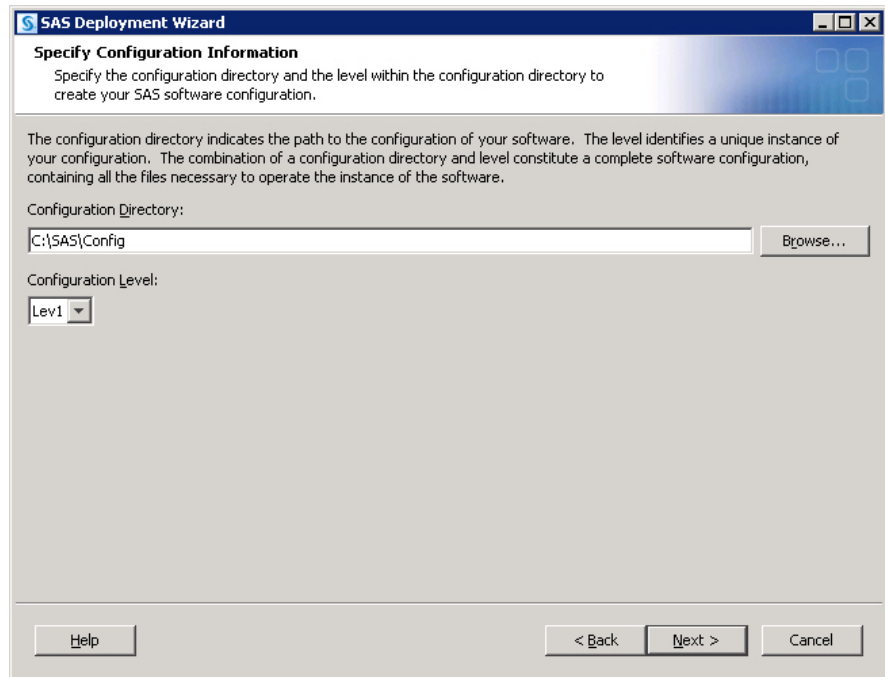 SAS Deployment Wizard
Specify Configuration Information
Specify the configuration directory and the level within the configuration directory to
create your SAS software configuration.
The configuration directory indicates the path to the configuration of your software.  The level identifies a unique instance of
your configuration.  The combination of a configuration directory and level constitute a complete software configuration,
containing all the files necessary to operate the instance of the software.
Configuration Directory:
C:\SAS\Config
Browse...
Configuration Level:
Lev1
Help
< Back
Next >
Cancel